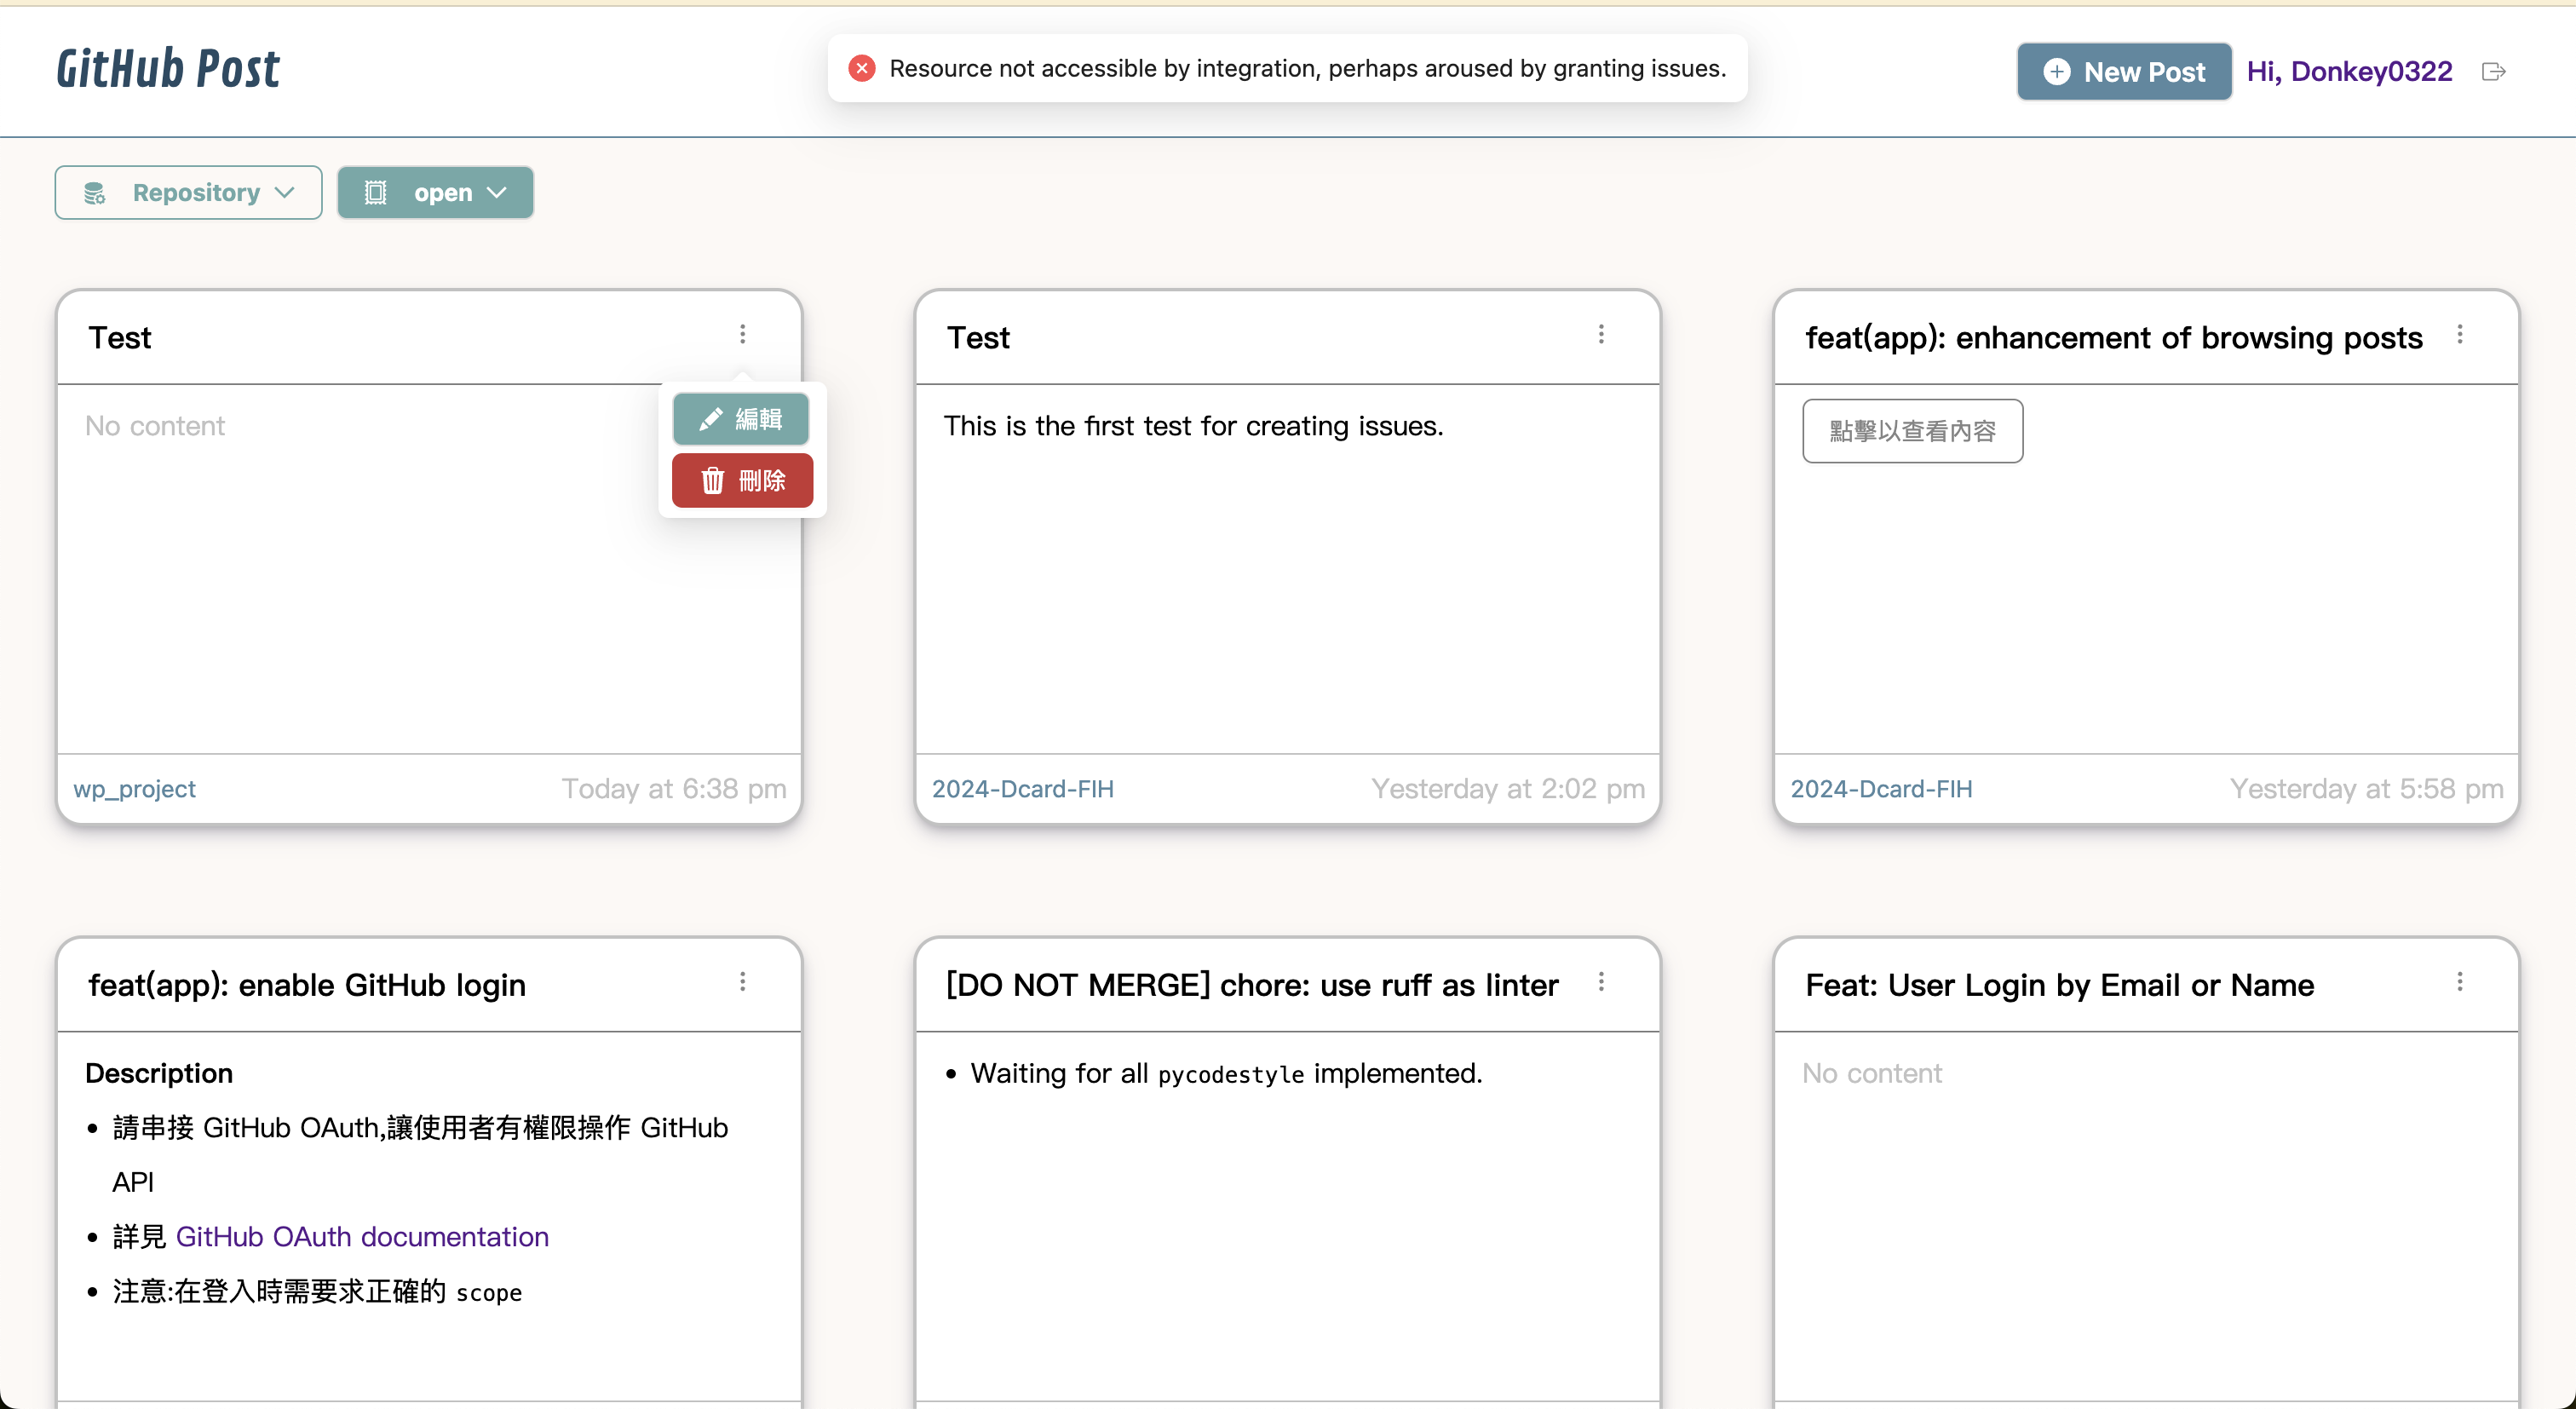 GitHub Post
Resource not accessible by integration, perhaps aroused by granting issues.
New Post
Hi, Donkey0322
Repository
open
Test
編輯
刪除
No content
wp_project
Today at 6:38 pm
Test
This is the first test for creating issues.
2024-Dcard-FIH
Yesterday at 2:02 pm
feat(app): enhancement of browsing posts
點擊以查看內容
2024-Dcard-FIH
Yesterday at 5:58 pm
feat(app): enable GitHub login
Description
請串接 GitHub OAuth,讓使用者有權限操作 GitHub
API
詳見 GitHub OAuth documentation
注意:在登入時需要求正確的 scope
[DO NOT MERGE] chore: use ruff as linter
Waiting for all pycodestyle implemented.
Feat: User Login by Email or Name
No content